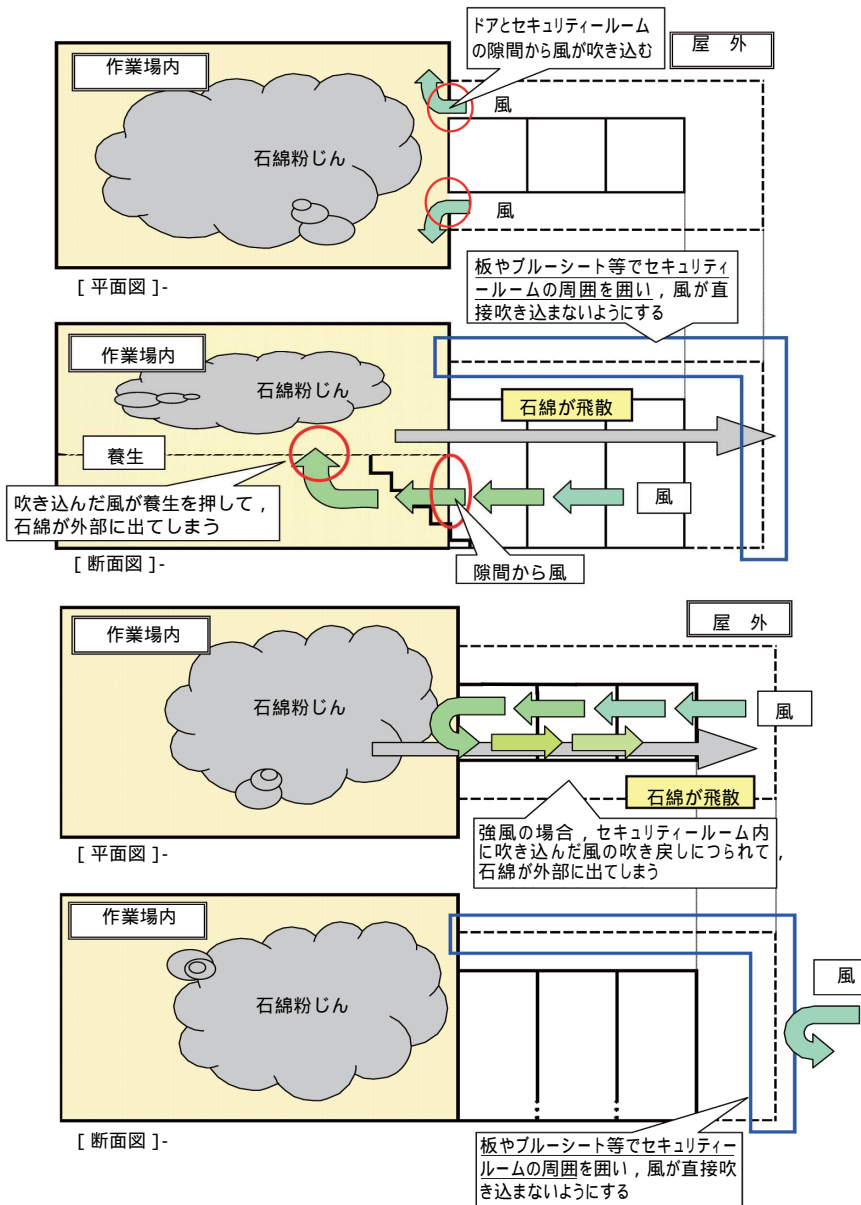 ドアとセキュリティールーム
の隙間から風が吹き込む
屋 外
作業場内
風
石綿粉じん
風
[ 平面図 ]-
板やブルーシート等でセキュリティ
ールームの周囲を囲い，風が直
接吹き込まないようにする
作業場内
石綿粉じん
石綿が飛散
養生
風
吹き込んだ風が養生を押して，
石綿が外部に出てしまう
[ 断面図 ]-
隙間から風
作業場内
屋 外
石綿粉じん
風
石綿が飛散
強風の場合，セキュリティールーム内
に吹き込んだ風の吹き戻しにつられて，
石綿が外部に出てしまう
[ 平面図 ]-
作業場内
風
石綿粉じん
[ 断面図 ]-
板やブルーシート等でセキュリティー
ルームの周囲を囲い，風が直接吹
き込まないようにする